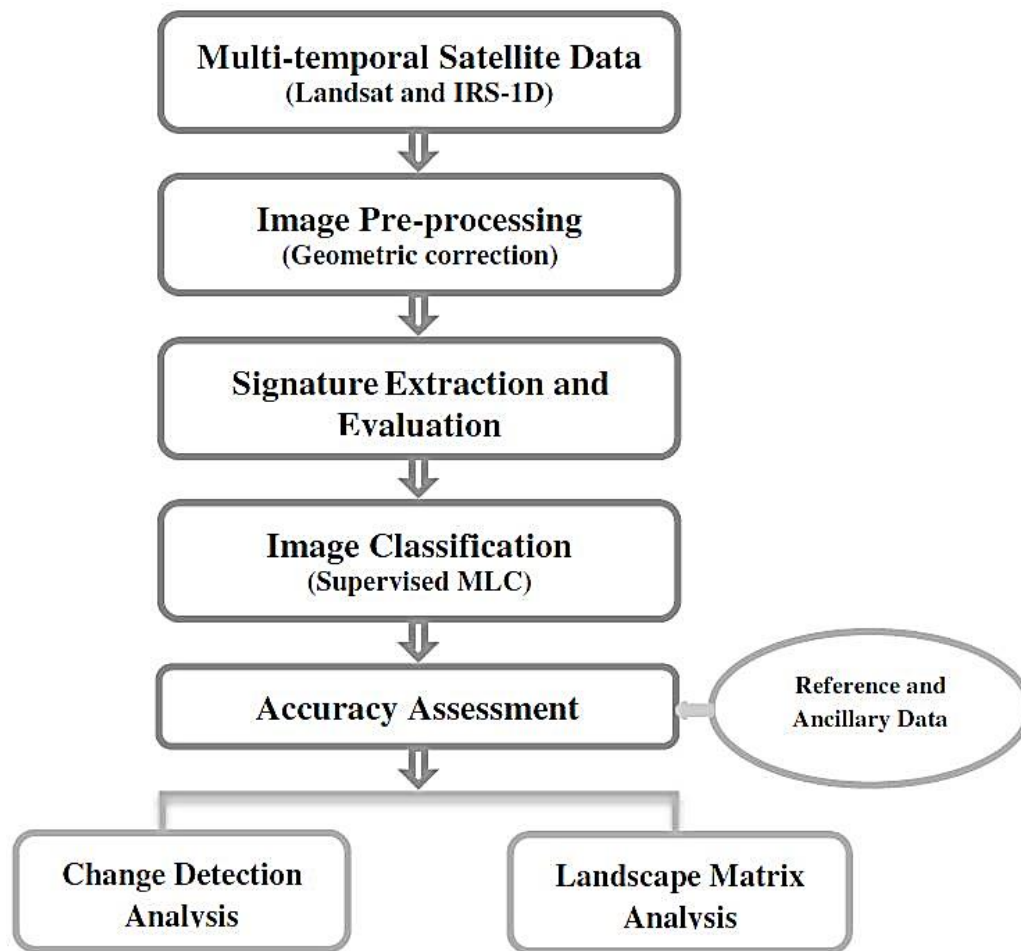 Multi-temporal Satellite Data
(Landsat and IRS-1D)
Image Pre-processing
(Geometric correction)
Signature Extraction and
Evaluation
Image Classification
(Supervised MLC)
Accuracy Assessment
Reference and
Ancillary Data
Change Detection
Analysis
Landscape Matrix
Analysis